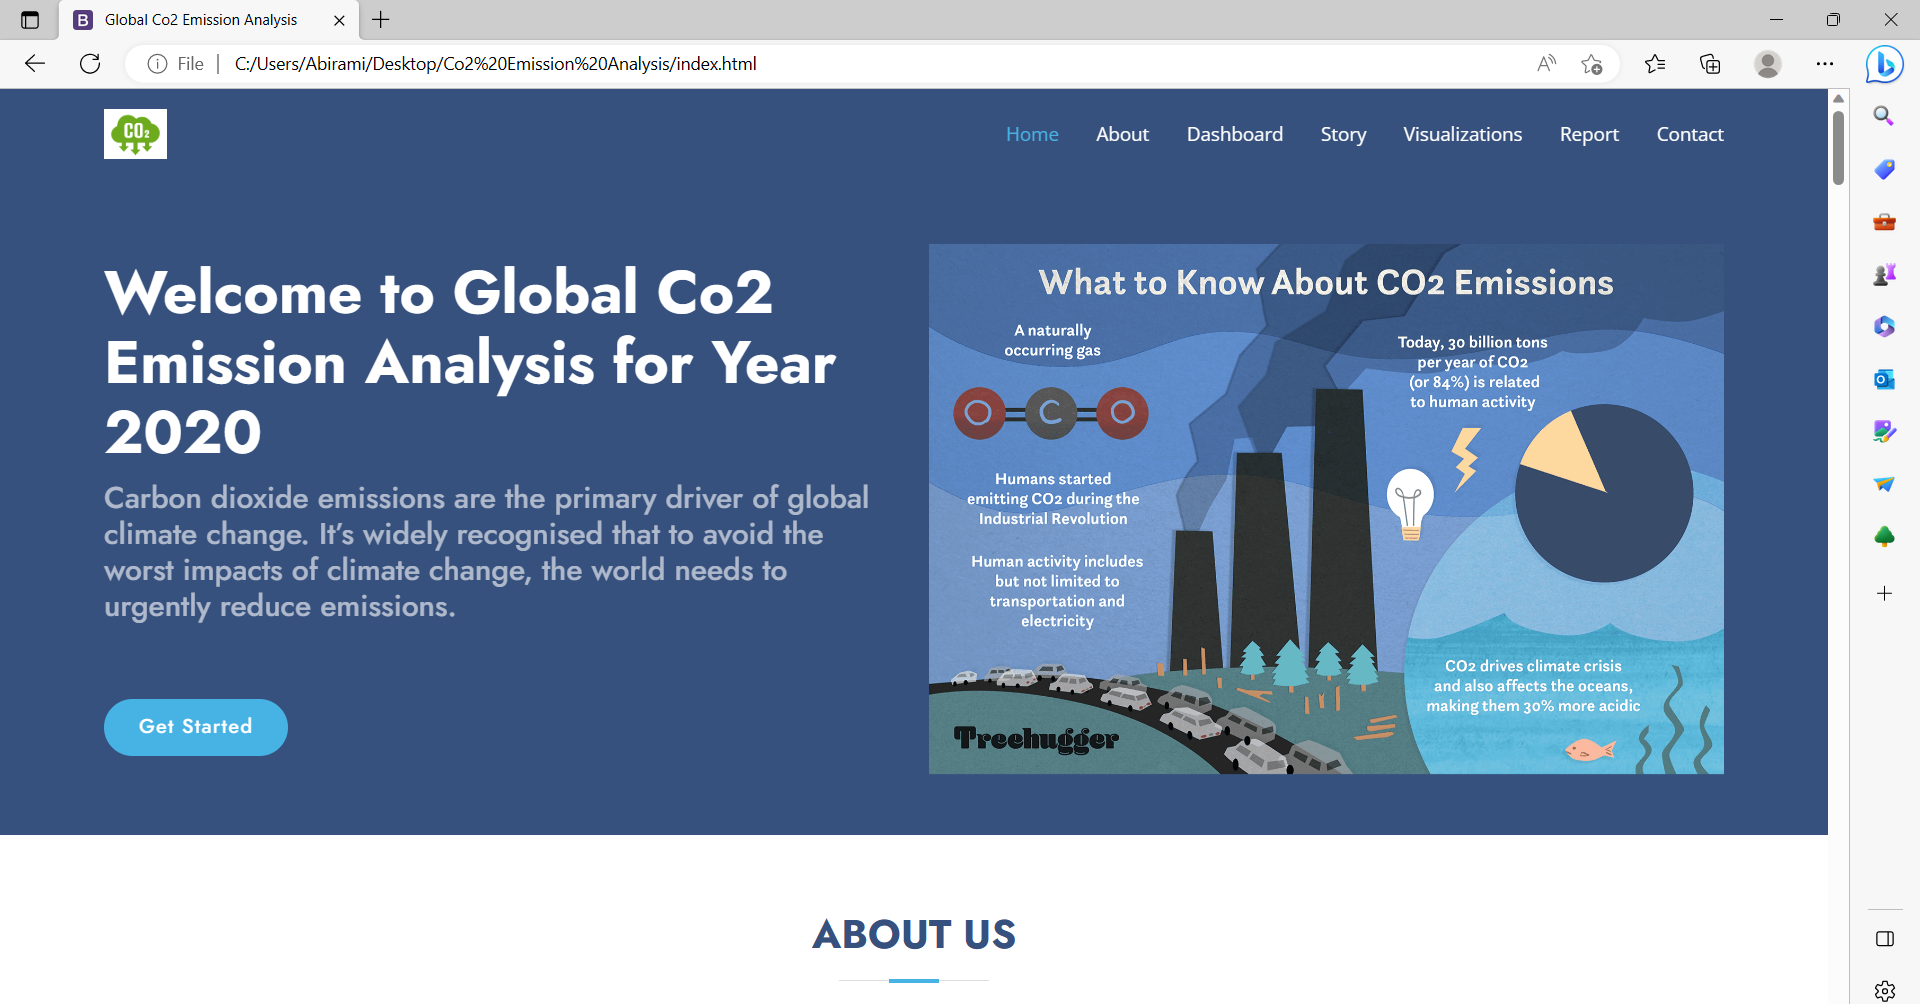 Global Co2 Emission Analysis
File
C:/Users/Abirami/Desktop/Co2%20Emission%20Analysis/index.html
CO2
Home About Dashboard Story Visualizations Report Contact
Welcome to Global Co2
Emission Analysis for Year
2020
Carbon dioxide emissions are the primary driver of global
climate change. It’s widely recognised that to avoid the
worst impacts of climate change, the world needs to
urgently reduce emissions.
Get Started
What to Know About CO2 Emissions
A naturally
occurring gas
O C O
Humans started
emitting CO2 during the
Industrial Revolution
Human activity includes
but not limited to
transportation and
electricity
Today, 30 billion tons
per year of CO2
(or 84%) is related
to human activity
CO2 drives climate crisis
and also affects the oceans,
making them 30% more acidic
Treehugger
ABOUT US